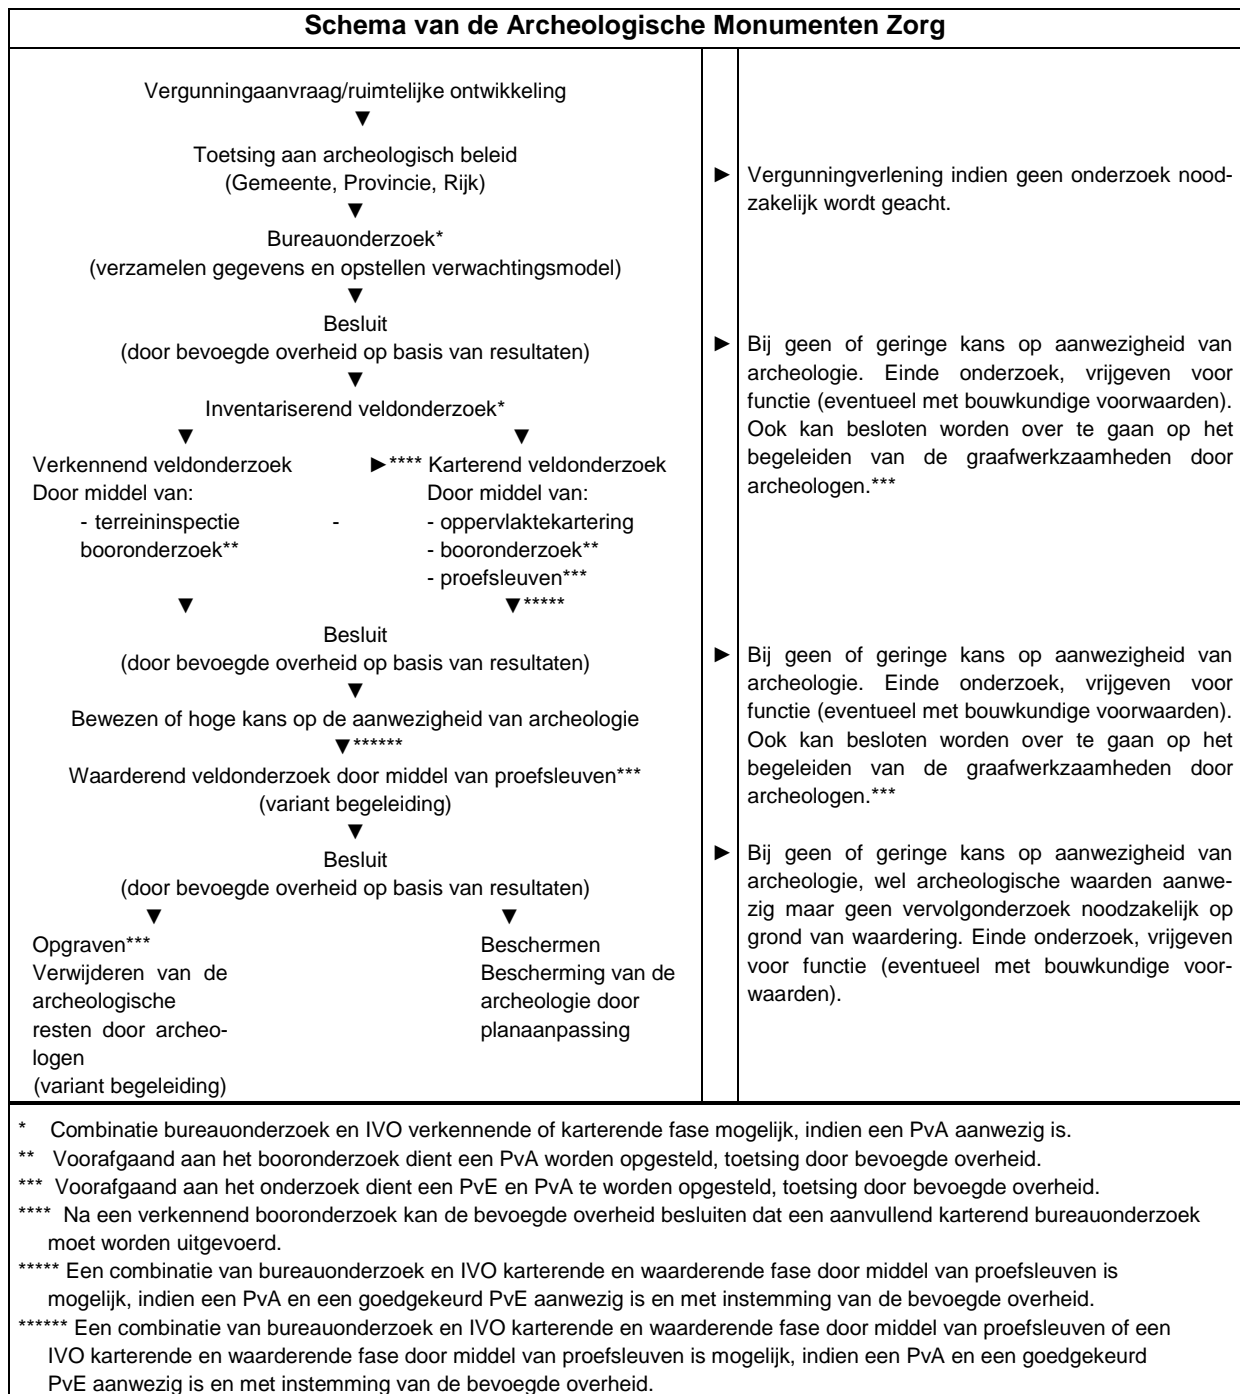 Schema van de Archeologische Monumenten Zorg
Vergunningaanvraag/ruimtelijke ontwikkeling
▼
Toetsing aan archeologisch beleid
(Gemeente, Provincie, Rijk)
▼
Bureauonderzoek*
(verzamelen gegevens en opstellen verwachtingsmodel)
▼
Besluit
(door bevoegde overheid op basis van resultaten)
▼
Inventariserend veldonderzoek*
▼ ▼
Verkennend veldonderzoek ►**** Karterend veldonderzoek
Door middel van: Door middel van:
- terreininspectie - - oppervlaktekartering
booronderzoek** - booronderzoek**
- proefsleuven***
▼ ▼*****
Besluit
(door bevoegde overheid op basis van resultaten)
▼
Bewezen of hoge kans op de aanwezigheid van archeologie
▼******
Waarderend veldonderzoek door middel van proefsleuven***
(variant begeleiding)
▼
Besluit
(door bevoegde overheid op basis van resultaten)
▼ ▼
Opgraven*** Beschermen
Verwijderen van de Bescherming van de
archeologische archeologie door
resten door archeo- planaanpassing
logen
(variant begeleiding)
► Vergunningverlening indien geen onderzoek nood-
zakelijk wordt geacht.
► Bij geen of geringe kans op aanwezigheid van
archeologie. Einde onderzoek, vrijgeven voor
functie (eventueel met bouwkundige voorwaarden).
Ook kan besloten worden over te gaan op het
begeleiden van de graafwerkzaamheden door
archeologen.***
► Bij geen of geringe kans op aanwezigheid van
archeologie. Einde onderzoek, vrijgeven voor
functie (eventueel met bouwkundige voorwaarden).
Ook kan besloten worden over te gaan op het
begeleiden van de graafwerkzaamheden door
archeologen.***
► Bij geen of geringe kans op aanwezigheid van
archeologie, wel archeologische waarden aanwe-
zig maar geen vervolgonderzoek noodzakelijk op
grond van waardering. Einde onderzoek, vrijgeven
voor functie (eventueel met bouwkundige voor-
waarden).
* Combinatie bureauonderzoek en IVO verkennende of karterende fase mogelijk, indien een PvA aanwezig is.
** Voorafgaand aan het booronderzoek dient een PvA worden opgesteld, toetsing door bevoegde overheid.
*** Voorafgaand aan het onderzoek dient een PvE en PvA te worden opgesteld, toetsing door bevoegde overheid.
**** Na een verkennend booronderzoek kan de bevoegde overheid besluiten dat een aanvullend karterend bureauonderzoek
moet worden uitgevoerd.
***** Een combinatie van bureauonderzoek en IVO karterende en waarderende fase door middel van proefsleuven is
mogelijk, indien een PvA en een goedgekeurd PvE aanwezig is en met instemming van de bevoegde overheid.
****** Een combinatie van bureauonderzoek en IVO karterende en waarderende fase door middel van proefsleuven of een
IVO karterende en waarderende fase door middel van proefsleuven is mogelijk, indien een PvA en een goedgekeurd
PvE aanwezig is en met instemming van de bevoegde overheid.